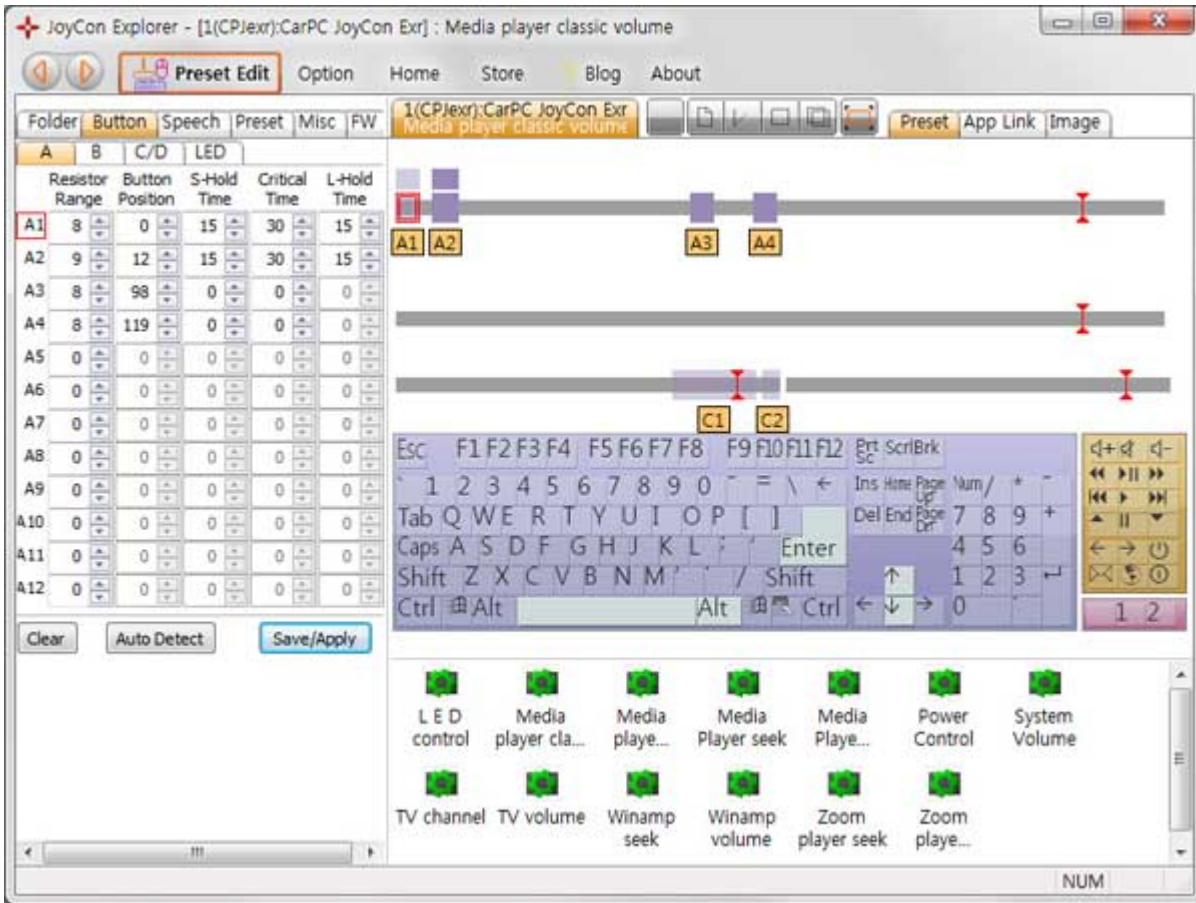 JoyCon Explorer - [1(CPJexr):CarPC JoyCon Exr] : Media player classic volume
Preset Edit Option Home Store Blog About
Folder Button Speech Preset Misc FW
1(CPJexr):CarPC JoyCon Exr
Media player classic volume
Preset App Link Image
A B C/D LED
Resistor Range Button Position S-Hold Time Critical Time L-Hold Time
A1 8 0 15 30 15
A2 9 12 15 30 15
A3 8 98 0 0 0
A4 8 119 0 0 0
A5 0 0 0 0 0
A6 0 0 0 0 0
A7 0 0 0 0 0
A8 0 0 0 0 0
A9 0 0 0 0 0
A10 0 0 0 0 0
A11 0 0 0 0 0
A12 0 0 0 0 0
Clear Auto Detect Save/Apply
A1 A2 A3 A4
C1 C2
Esc F1 F2 F3 F4 F5 F6 F7 F8 F9 F10 F11 F12 Prt Sc Scrl Brk
` 1 2 3 4 5 6 7 8 9 0 - = \ ← Ins Home Page Up Num / * -
Tab Q W E R T Y U I O P [ ] Del End Page Dn 7 8 9 +
Caps A S D F G H J K L ; ' Enter 4 5 6
Shift Z X C V B N M / Shift ↑ 1 2 3 ↵
Ctrl Alt Alt Ctrl ← ↓ → 0
1 2
L E D control
Media player cla...
Media playe...
Media Player seek
Media Playe...
Power Control
System Volume
TV channel
TV volume
Winamp seek
Winamp volume
Zoom player seek
Zoom playe...
NUM